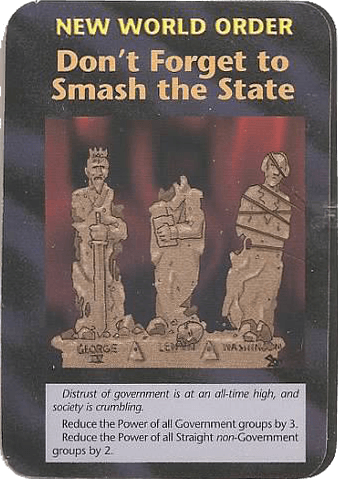 NEW WORLD ORDER
Don't Forget to
Smash the State
GEORGE LENIN WASHINGTON
IV
Distrust of government is at an all-time high, and
society is crumbling.
Reduce the Power of all Government groups by 3.
Reduce the Power of all Straight non-Government
groups by 2.